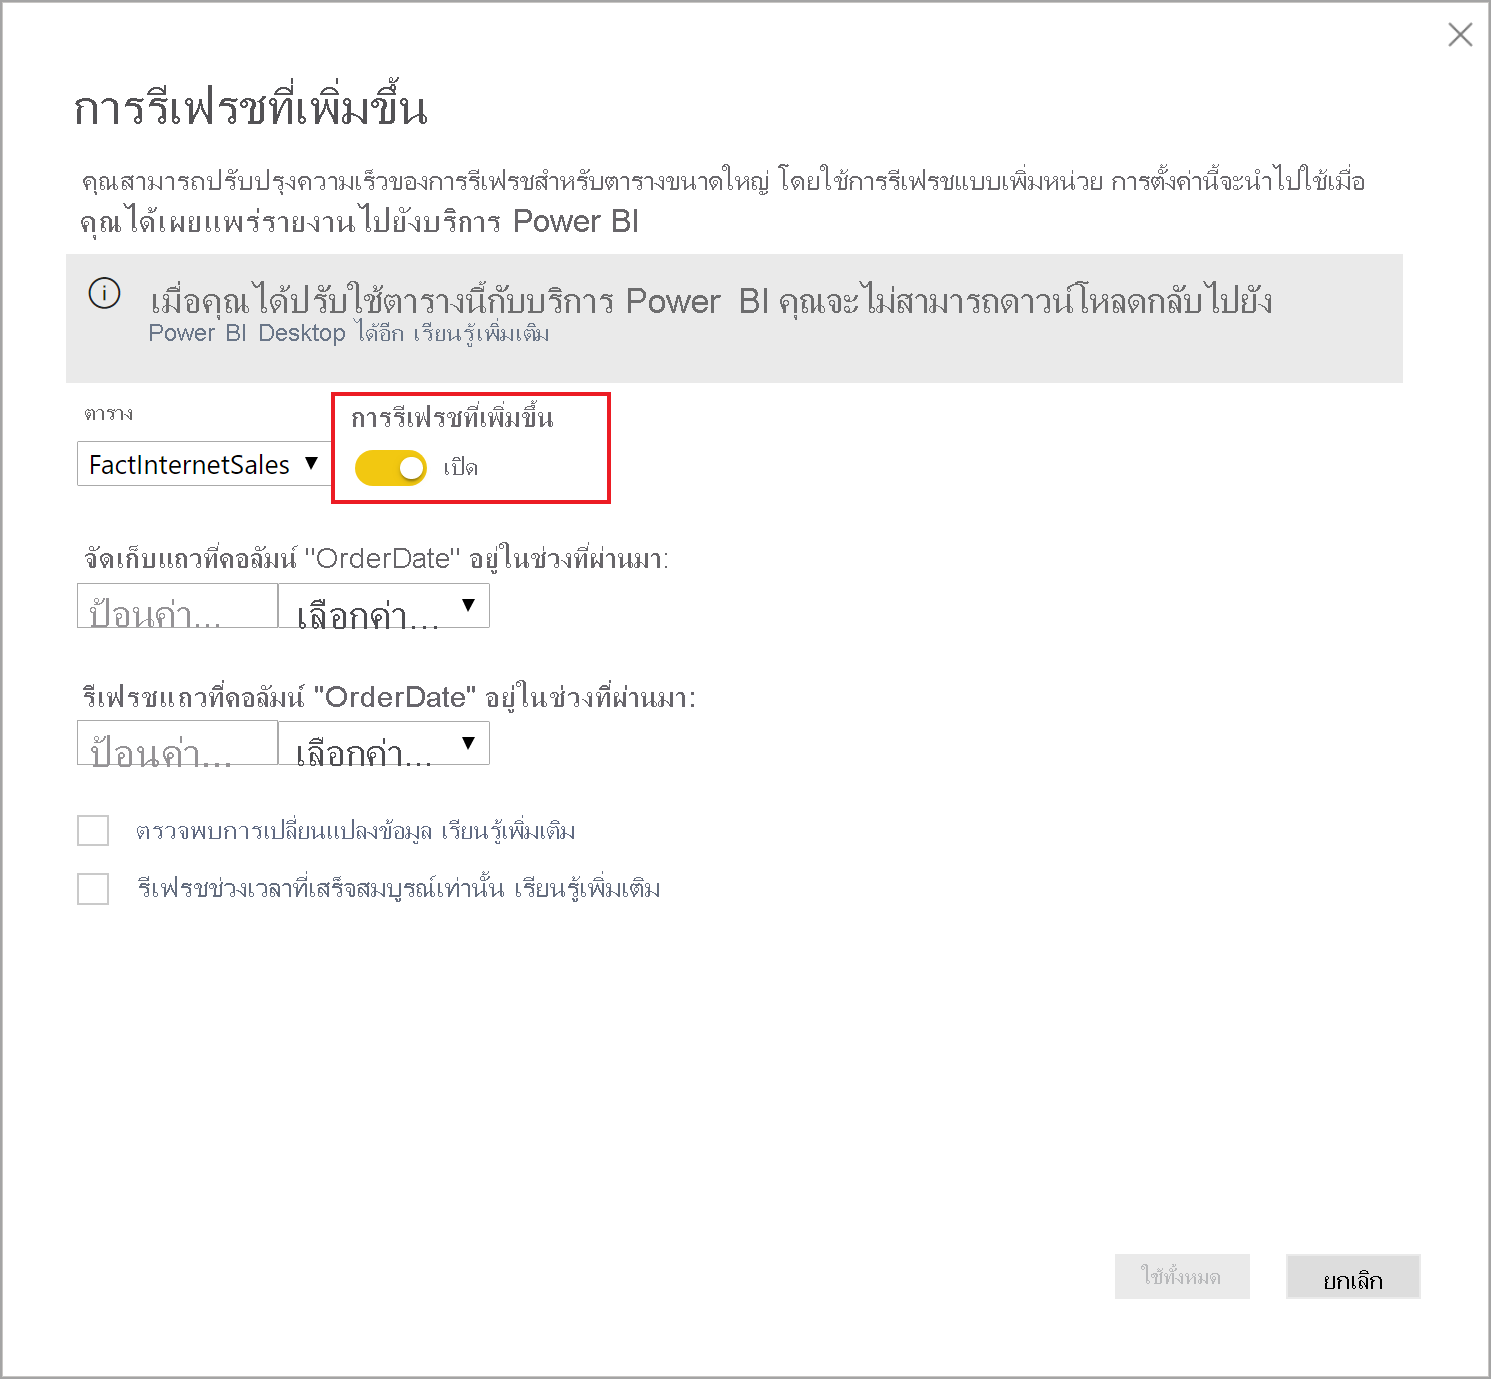 การรีเฟรชที่เพิ่มขึ้น
คุณสามารถปรับปรุงความเร็วของการรีเฟรชสำหรับตารางขนาดใหญ่ โดยใช้การรีเฟรชแบบเพิ่มหน่วย การตั้งค่านี้จะนำไปใช้เมื่อ
คุณได้เผยแพร่รายงานไปยังบริการ Power BI
เมื่อคุณได้ปรับใช้ตารางนี้กับบริการ Power BI คุณจะไม่สามารถดาวน์โหลดกลับไปยัง
Power BI Desktop ได้อีก เรียนรู้เพิ่มเติม
ตาราง
การรีเฟรชที่เพิ่มขึ้น
FactInternetSales
เปิด
จัดเก็บแถวที่คอลัมน์ "OrderDate" อยู่ในช่วงที่ผ่านมา:
ป้อนค่า... เลือกค่า...
รีเฟรชแถวที่คอลัมน์ "OrderDate" อยู่ในช่วงที่ผ่านมา:
ป้อนค่า... เลือกค่า...
ตรวจพบการเปลี่ยนแปลงข้อมูล เรียนรู้เพิ่มเติม
รีเฟรชช่วงเวลาที่เสร็จสมบูรณ์เท่านั้น เรียนรู้เพิ่มเติม
ใช้ทั้งหมด ยกเลิก